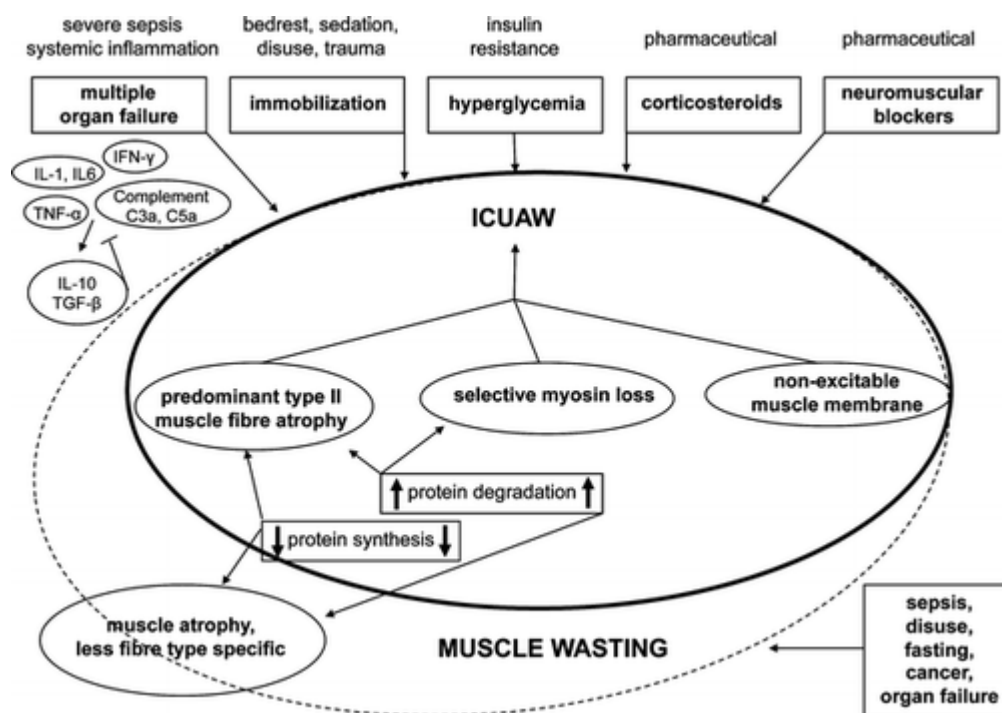 severe sepsis
systemic inflammation
bedrest, sedation,
disuse, trauma
insulin
resistance
pharmaceutical
pharmaceutical
multiple
organ failure
immobilization
hyperglycemia
corticosteroids
neuromuscular
blockers
IFN-γ
IL-1, IL6
TNF-α
Complement
C3a, C5a
IL-10
TGF-β
ICUAW
predominant type II
muscle fibre atrophy
selective myosin loss
non-excitable
muscle membrane
protein degradation
protein synthesis
muscle atrophy,
less fibre type specific
MUSCLE WASTING
sepsis,
disuse,
fasting,
cancer,
organ failure